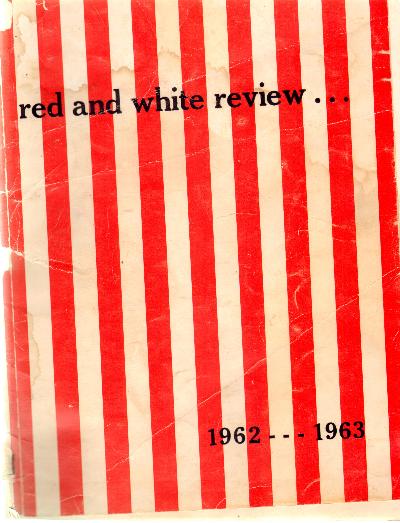 red and white review . . .
1962 - - - 1963